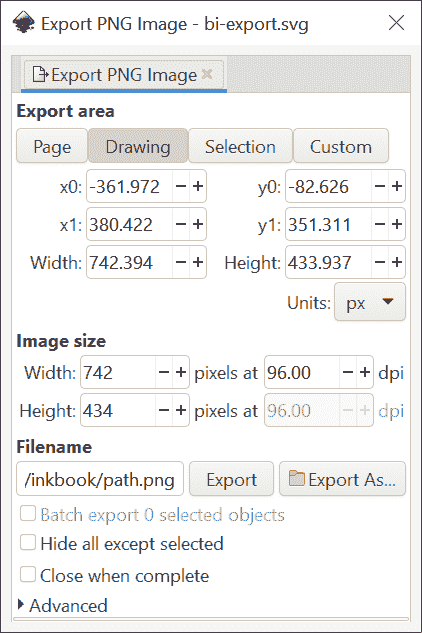 Export PNG Image - bi-export.svg
Export PNG Image
Export area
Page Drawing Selection Custom
x0: -361.972 y0: -82.626
x1: 380.422 y1: 351.311
Width: 742.394 Height: 433.937
Units: px
Image size
Width: 742 pixels at 96.00 dpi
Height: 434 pixels at 96.00 dpi
Filename
/inkbook/path.png Export Export As...
Batch export 0 selected objects
Hide all except selected
Close when complete
Advanced